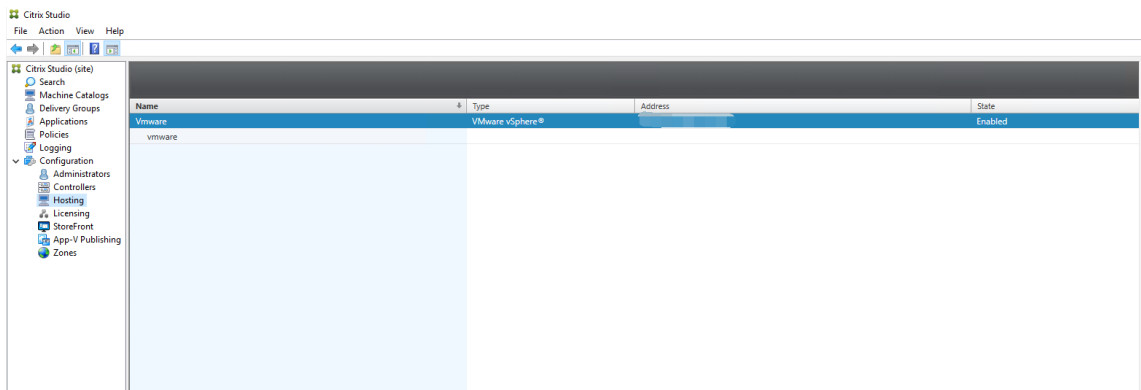 Citrix Studio
File Action View Help
Citrix Studio (site)
Search
Machine Catalogs
Delivery Groups
Applications
Policies
Logging
Configuration
Administrators
Controllers
Hosting
Licensing
StoreFront
App-V Publishing
Zones
Name Type Address State
Vmware VMware vSphere® Enabled
vmware